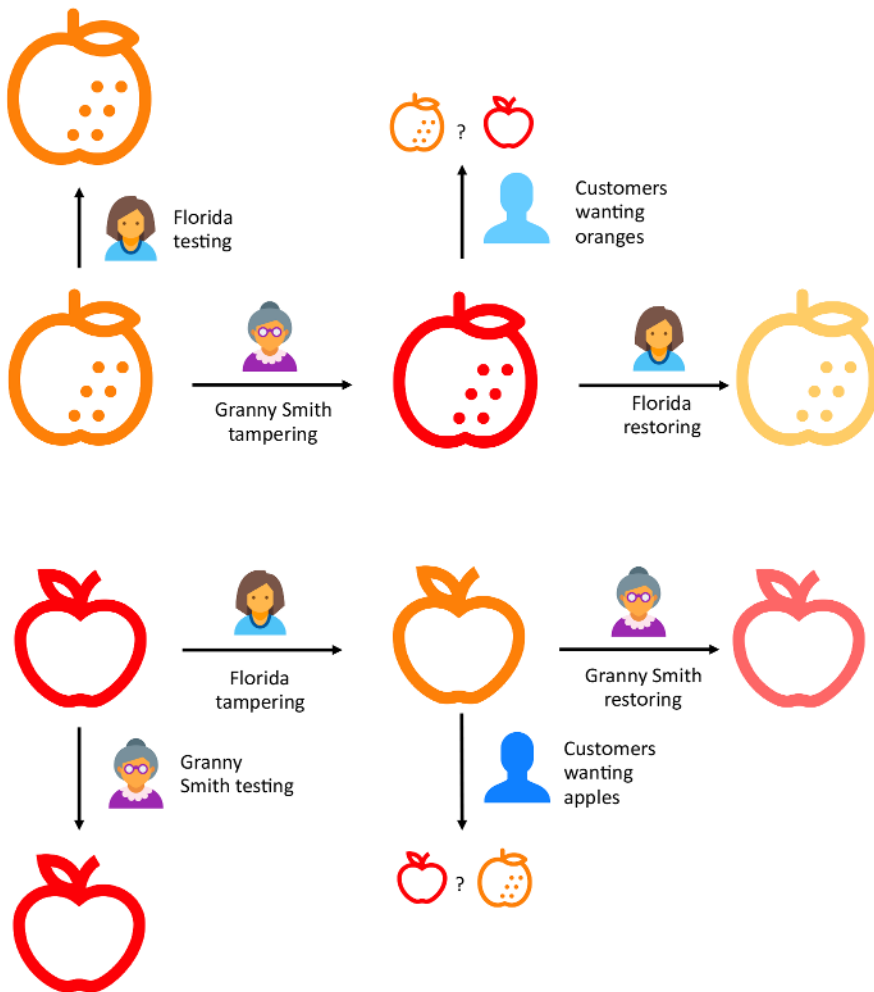 Florida
testing
?
Customers
wanting
oranges
Granny Smith
tampering
Florida
restoring
Florida
tampering
Granny Smith
restoring
Granny
Smith testing
Customers
wanting
apples
?